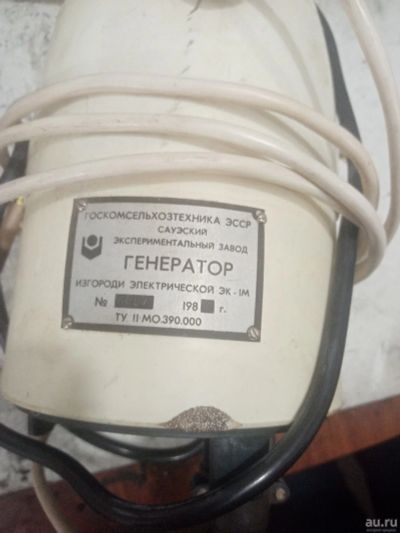 ГОСКОМСЕЛЬХОЗТЕХНИКА ЭССР
САУЭСКИЙ
ЭКСПЕРИМЕНТАЛЬНЫЙ ЗАВОД
ГЕНЕРАТОР
ИЗГОРОДИ ЭЛЕКТРИЧЕСКОЙ ЭК-1М
№ 198 г.
ТУ II МО.390.000
au.ru